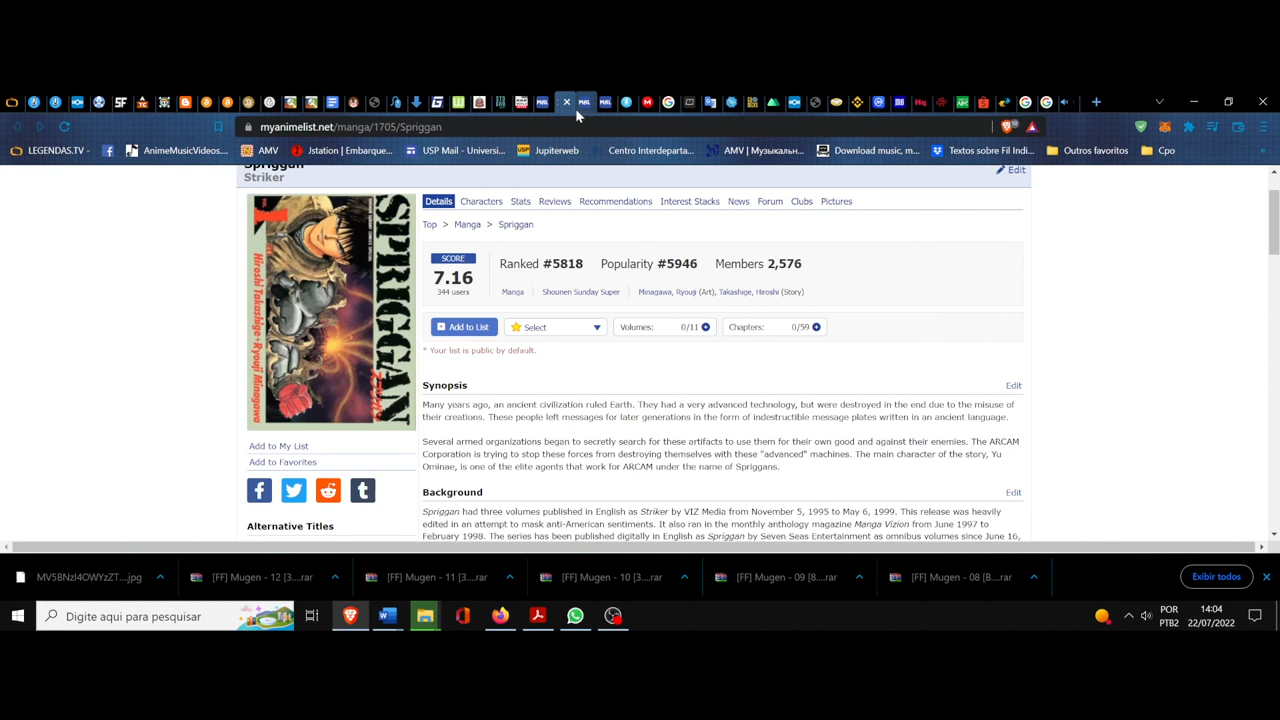 myanimelist.net/manga/1705/Spriggan
LEGENDAS.TV
AnimeMusicVideos...
AMV
Jstation | Embarque...
USP Mail - Universi...
Jupiterweb
Centro Interdeparta...
AMV | Музыкальн...
Download music, m...
Textos sobre Fil Indi...
Outros favoritos
Cpo
Spriggan
Striker
Edit
Details Characters Stats Reviews Recommendations Interest Stacks News Forum Clubs Pictures
Top > Manga > Spriggan
SCORE
7.16
344 users
Ranked #5818 Popularity #5946 Members 2,576
Manga Shounen Sunday Super Minagawa, Ryouji (Art), Takashige, Hiroshi (Story)
Add to List Select Volumes: 0/11 Chapters: 0/59
* Your list is public by default.
SPRIGGAN
Hiroshi Takashige+Ryouji Minagawa
1
Synopsis Edit
Many years ago, an ancient civilization ruled Earth. They had a very advanced technology, but were destroyed in the end due to the misuse of
their creations. These people left messages for later generations in the form of indestructible message plates written in an ancient language.
Several armed organizations began to secretly search for these artifacts to use them for their own good and against their enemies. The ARCAM
Corporation is trying to stop these forces from destroying themselves with these "advanced" machines. The main character of the story, Yu
Ominae, is one of the elite agents that work for ARCAM under the name of Spriggans.
Add to My List
Add to Favorites
Alternative Titles
Background Edit
Spriggan had three volumes published in English as Striker by VIZ Media from November 5, 1995 to May 6, 1999. This release was heavily
edited in an attempt to mask anti-American sentiments. It also ran in the monthly anthology magazine Manga Vizion from June 1997 to
February 1998. The series has been published digitally in English as Spriggan by Seven Seas Entertainment as omnibus volumes since June 16,
MV5BNzI4OWYzZT....jpg
[FF] Mugen - 12 [3....rar
[FF] Mugen - 11 [3....rar
[FF] Mugen - 10 [3....rar
[FF] Mugen - 09 [8....rar
[FF] Mugen - 08 [B....rar
Exibir todos
Digite aqui para pesquisar
POR
PTB2
14:04
22/07/2022